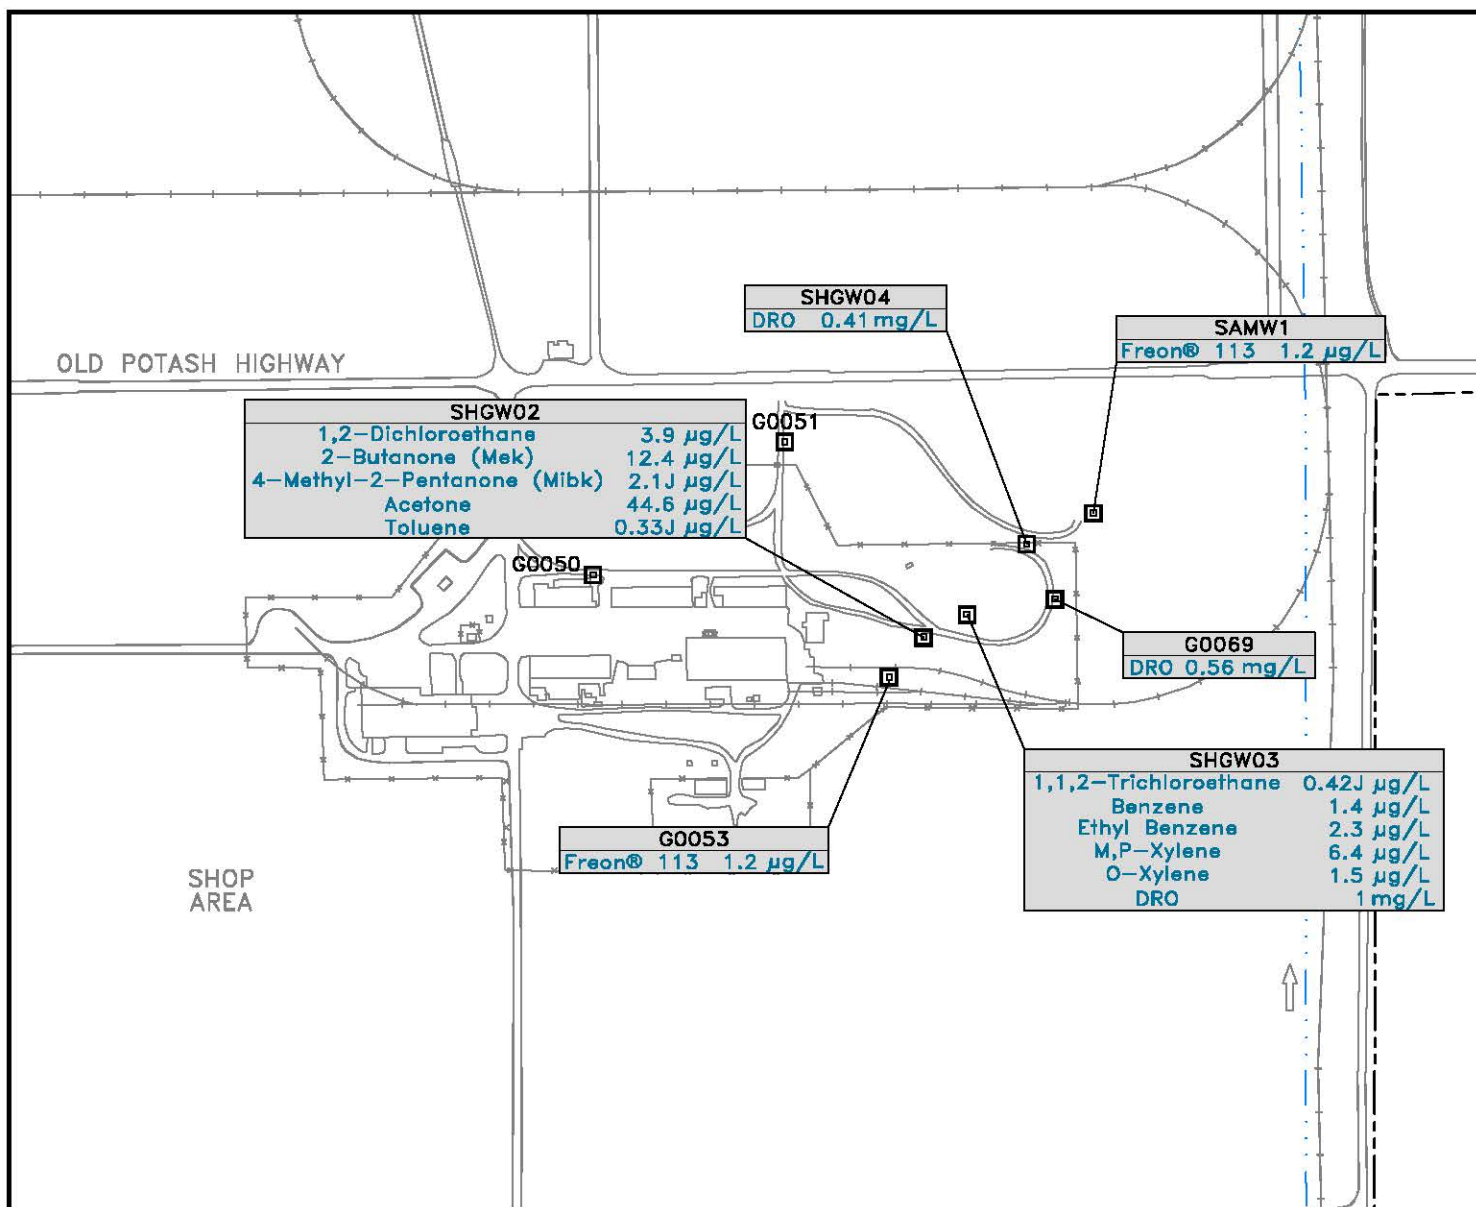 SHGW04
DRO 0.41 mg/L
SAMW1
Freon® 113 1.2 µg/L
OLD POTASH HIGHWAY
SHGW02
1,2-Dichloroethane 3.9 µg/L
2-Butanone (Mek) 12.4 µg/L
4-Methyl-2-Pentanone (Mibk) 2.1J µg/L
Acetone 44.6 µg/L
Toluene 0.33J µg/L
G0051
G0050
G0069
DRO 0.56 mg/L
SHGW03
1,1,2-Trichloroethane 0.42J µg/L
Benzene 1.4 µg/L
Ethyl Benzene 2.3 µg/L
M,P-Xylene 6.4 µg/L
O-Xylene 1.5 µg/L
DRO 1 mg/L
G0053
Freon® 113 1.2 µg/L
SHOP
AREA